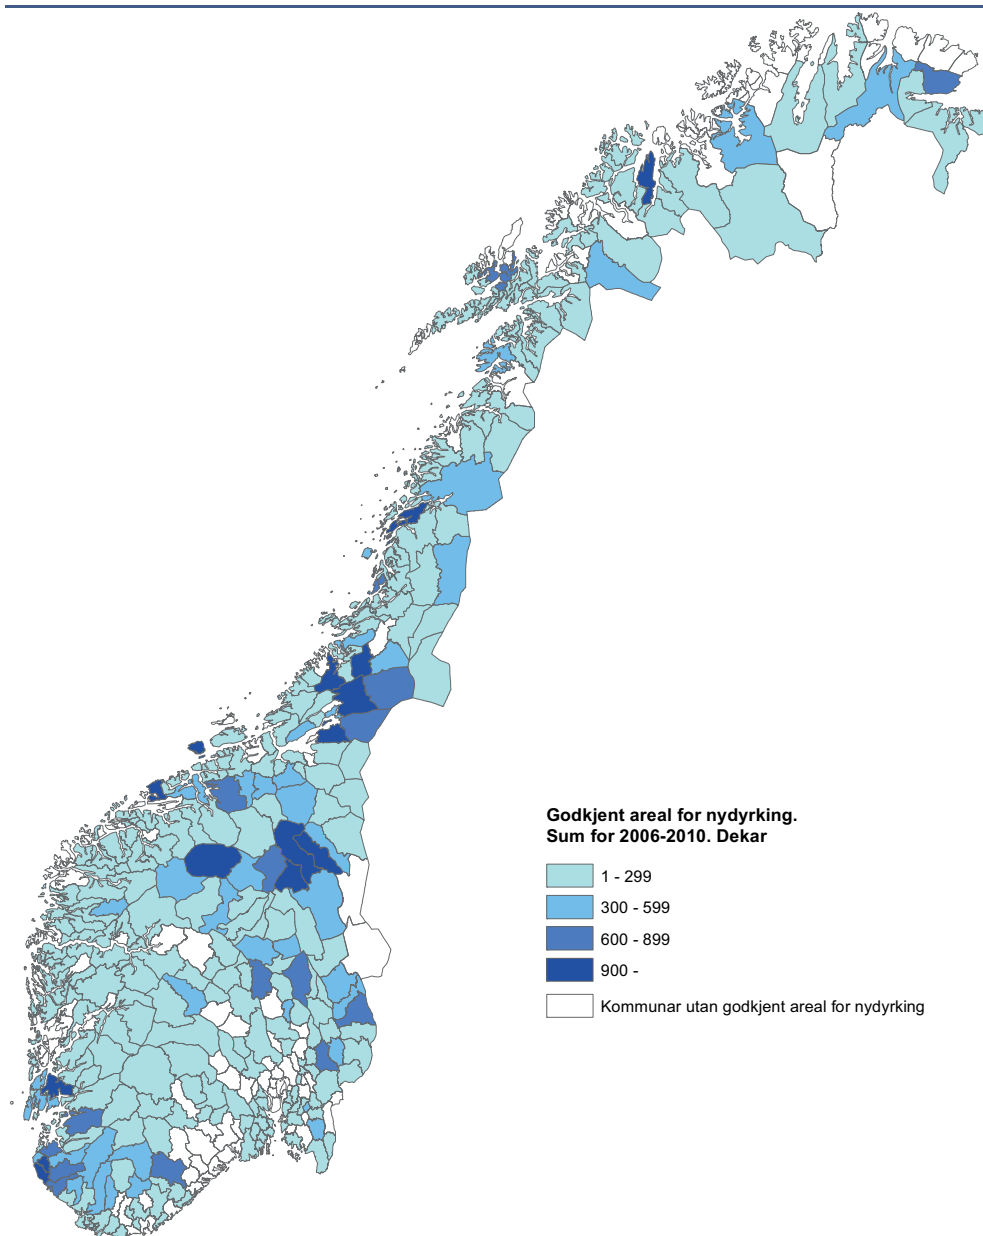 Godkjent areal for nydyrking.
Sum for 2006-2010. Dekar
1 - 299
300 - 599
600 - 899
900 -
Kommunar utan godkjent areal for nydyrking